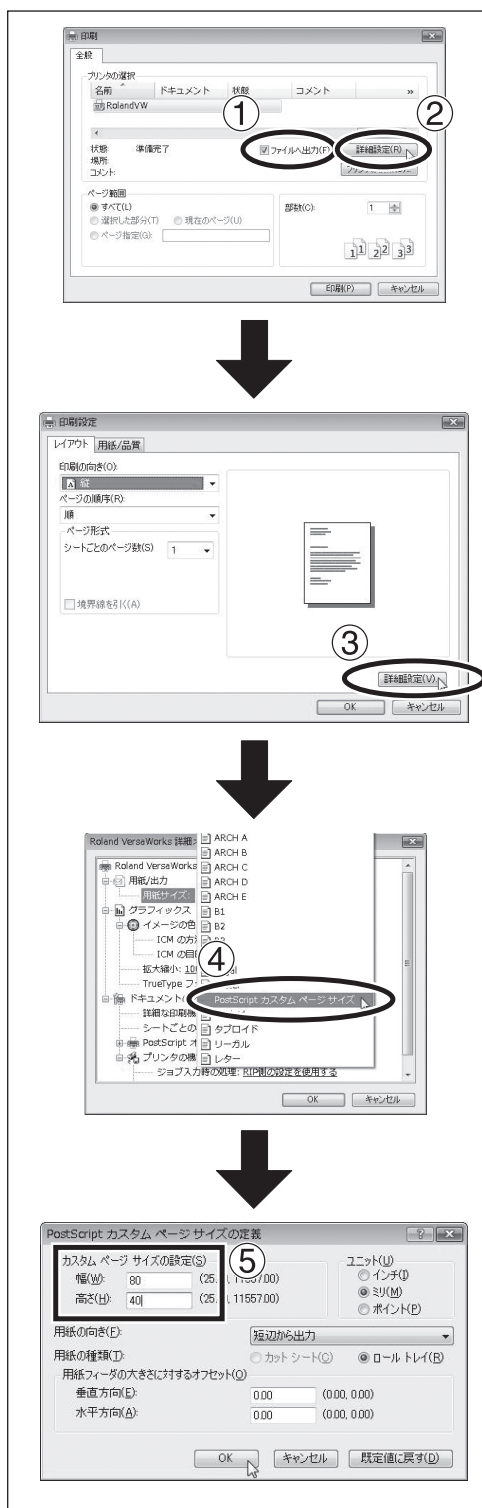 印刷
全般
プリンタの選択
名前 ドキュメント 状態 コメント »
RolandVW
① ②
状態: 準備完了 ファイルへ出力(F) 詳細設定(R)
場所:
コメント:
ページ範囲
すべて(L) 部数(C): 1
選択した部分(T) 現在のページ(U)
ページ指定(G):
11 22 33
印刷(P) キャンセル
印刷設定
レイアウト 用紙/品質
印刷の向き(O):
縦
ページの順序(R):
順
ページ形式
シートごとのページ数(S) 1
境界線を引く(A)
③
詳細設定(V)...
OK キャンセル
Roland VersaWorks 詳細 ARCH A
ARCH B
Roland VersaWorks ARCH C
用紙/出力 ARCH D
用紙サイズ: ARCH E
グラフィックス B1
イメージの色 B2
ICM の方
ICM の目
④
拡大縮小: 10
TrueType フ
ドキュメント PostScript カスタム ページ サイズ
詳細な印刷機
シートごとの タブロイド
PostScript オ リーガル
プリンタの機 レター
ジョブ入力時の処理: RIP側の設定を使用する
OK キャンセル
PostScript カスタム ページ サイズの定義
カスタム ページ サイズの設定(S) ⑤ ユニット(U)
幅(W): 80 (25. , 11557.00) インチ(I)
高さ(H): 40 (25. , 11557.00) ミリ(M)
ポイント(P)
用紙の向き(F): 短辺から出力
用紙の種類(T): カット シート(C) ロール トレイ(R)
用紙フィーダの大きさに対するオフセット(O)
垂直方向(E): 0.00 (0.00, 0.00)
水平方向(A): 0.00 (0.00, 0.00)
OK キャンセル 既定値に戻す(D)